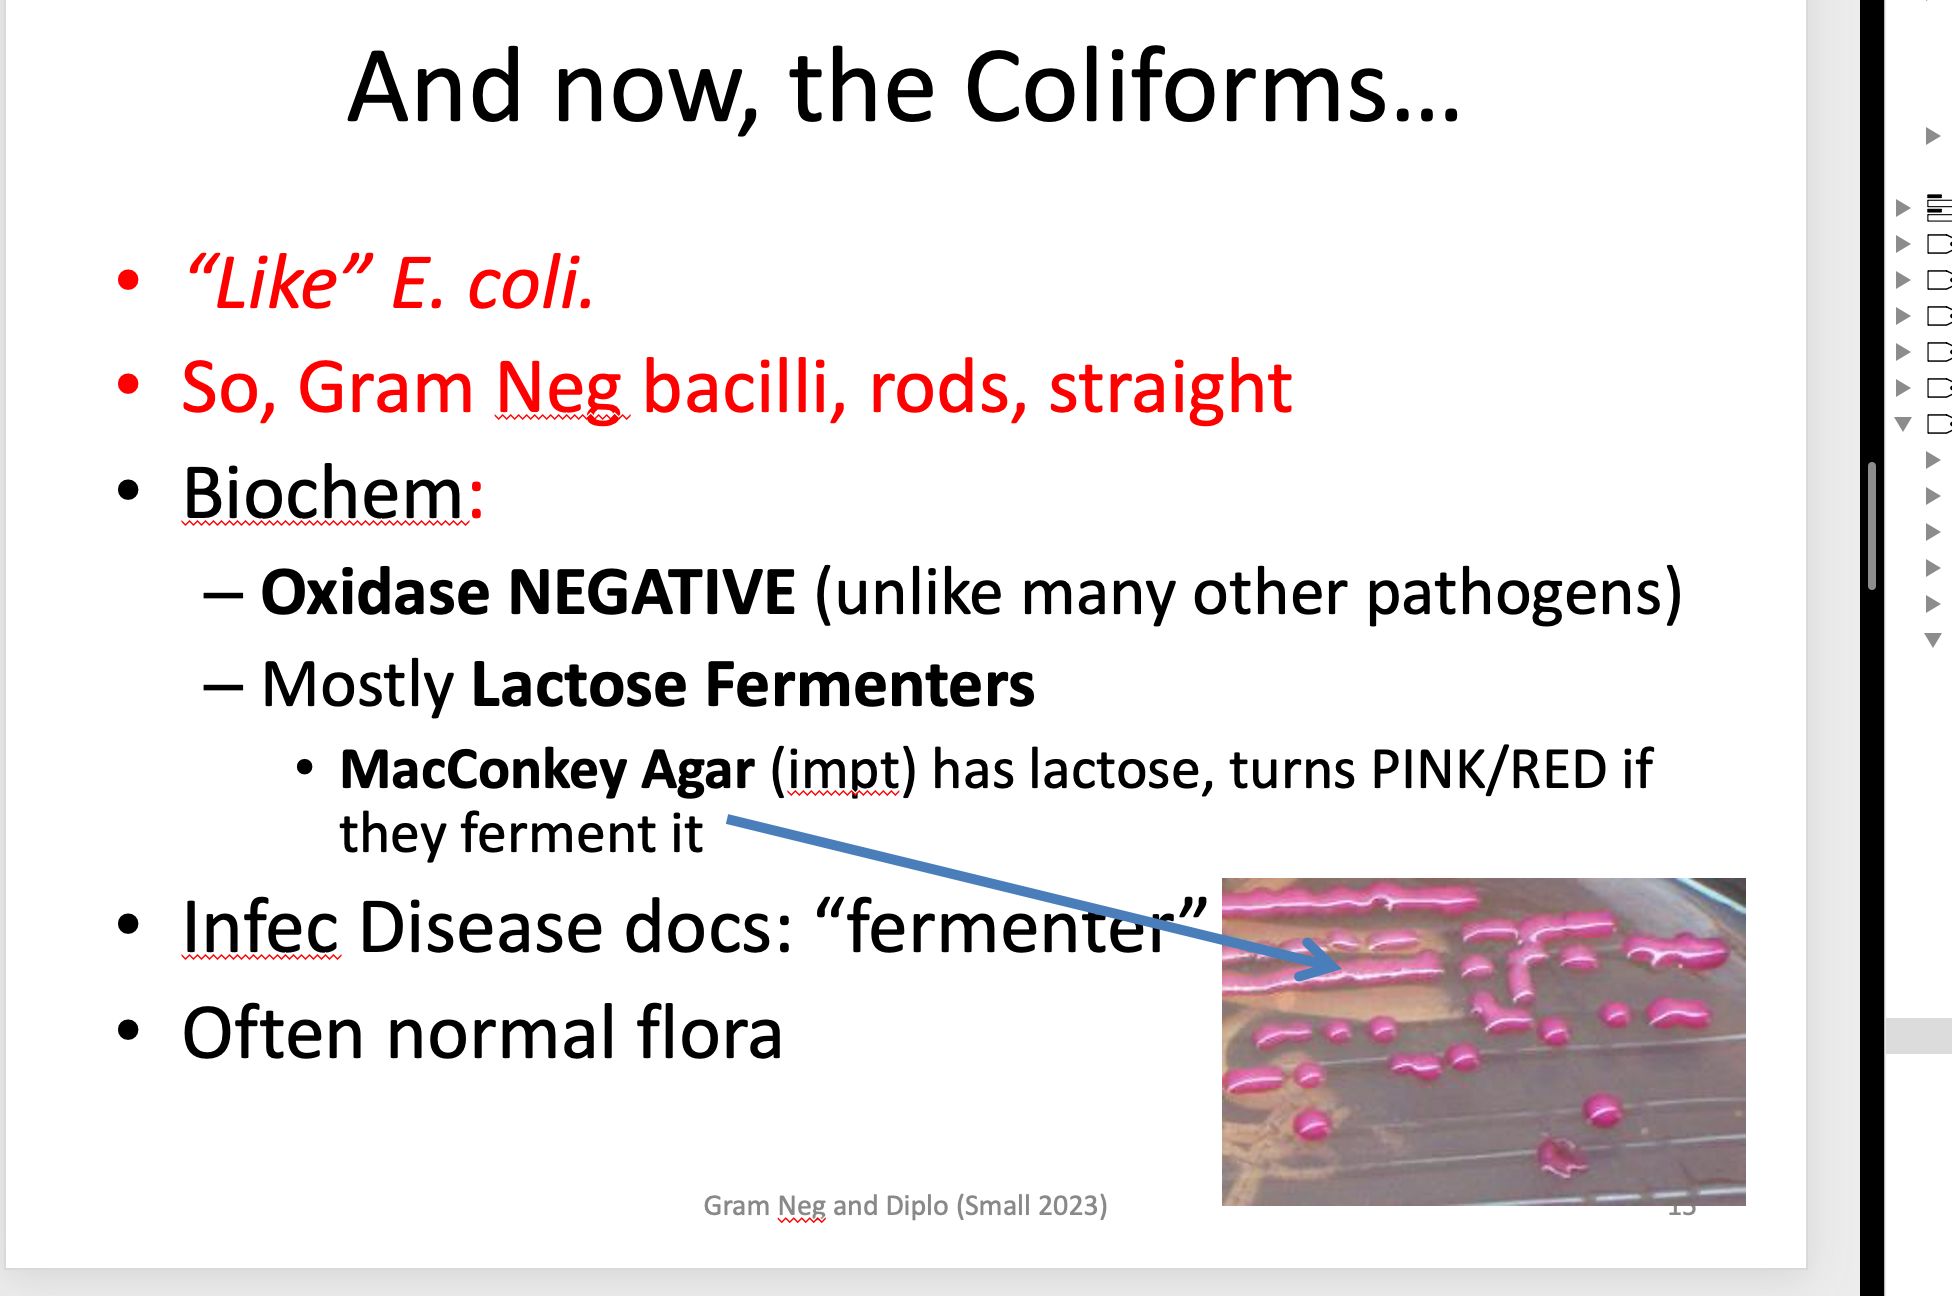 And now, the Coliforms…
• “Like” E. coli.
• So, Gram Neg bacilli, rods, straight
• Biochem:
– Oxidase NEGATIVE (unlike many other pathogens)
– Mostly Lactose Fermenters
• MacConkey Agar (impt) has lactose, turns PINK/RED if
they ferment it
• Infec Disease docs: “fermenter”
• Often normal flora
Gram Neg and Diplo (Small 2023)